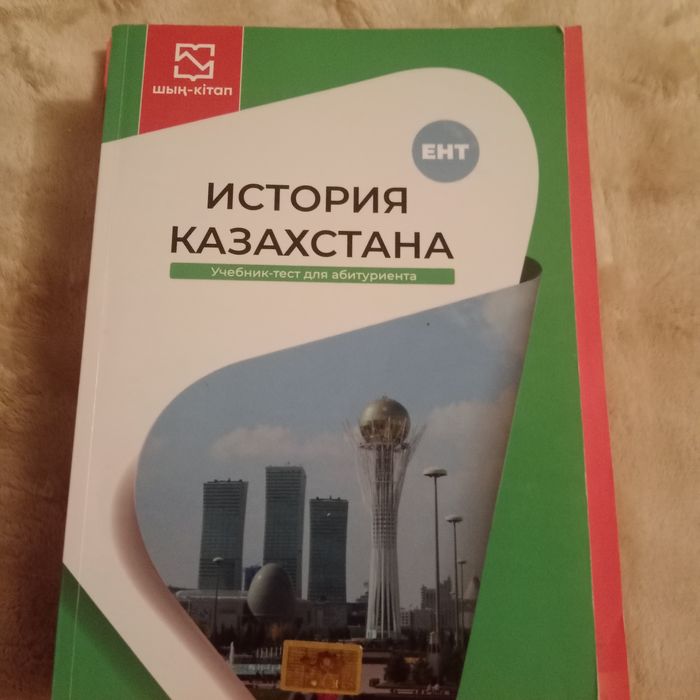 шың-кітап
ЕНТ
ИСТОРИЯ
КАЗАХСТАНА
Учебник-тест для абитуриента